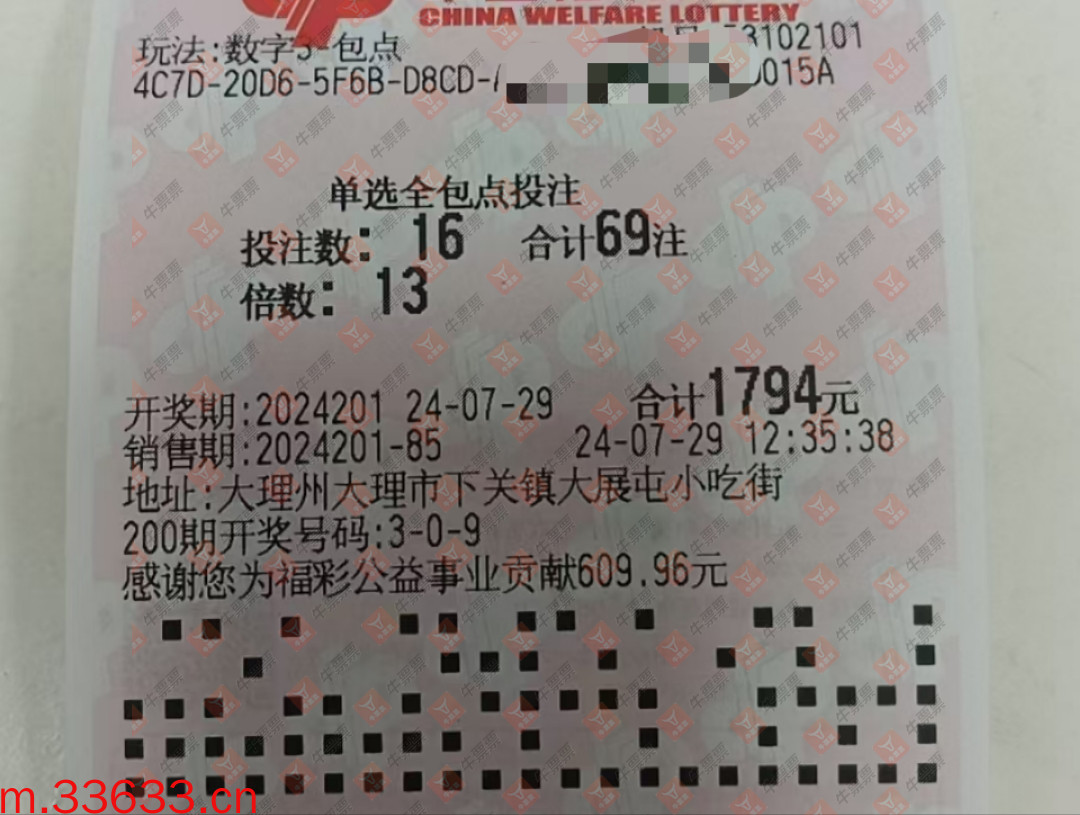 CHINA WELFARE LOTTERY
玩法:数字3-包点 3102101
4C7D-20D6-5F6B-D8CD- 015A
单选全包点投注
投注数: 16 合计69注
倍数: 13
合计1794元
开奖期:2024201 24-07-29
销售期:2024201-85 24-07-29 12:35:38
地址:大理州大理市下关镇大展屯小吃街
200期开奖号码:3-0-9
感谢您为福彩公益事业贡献609.96元
m.33633.cn
牛票票